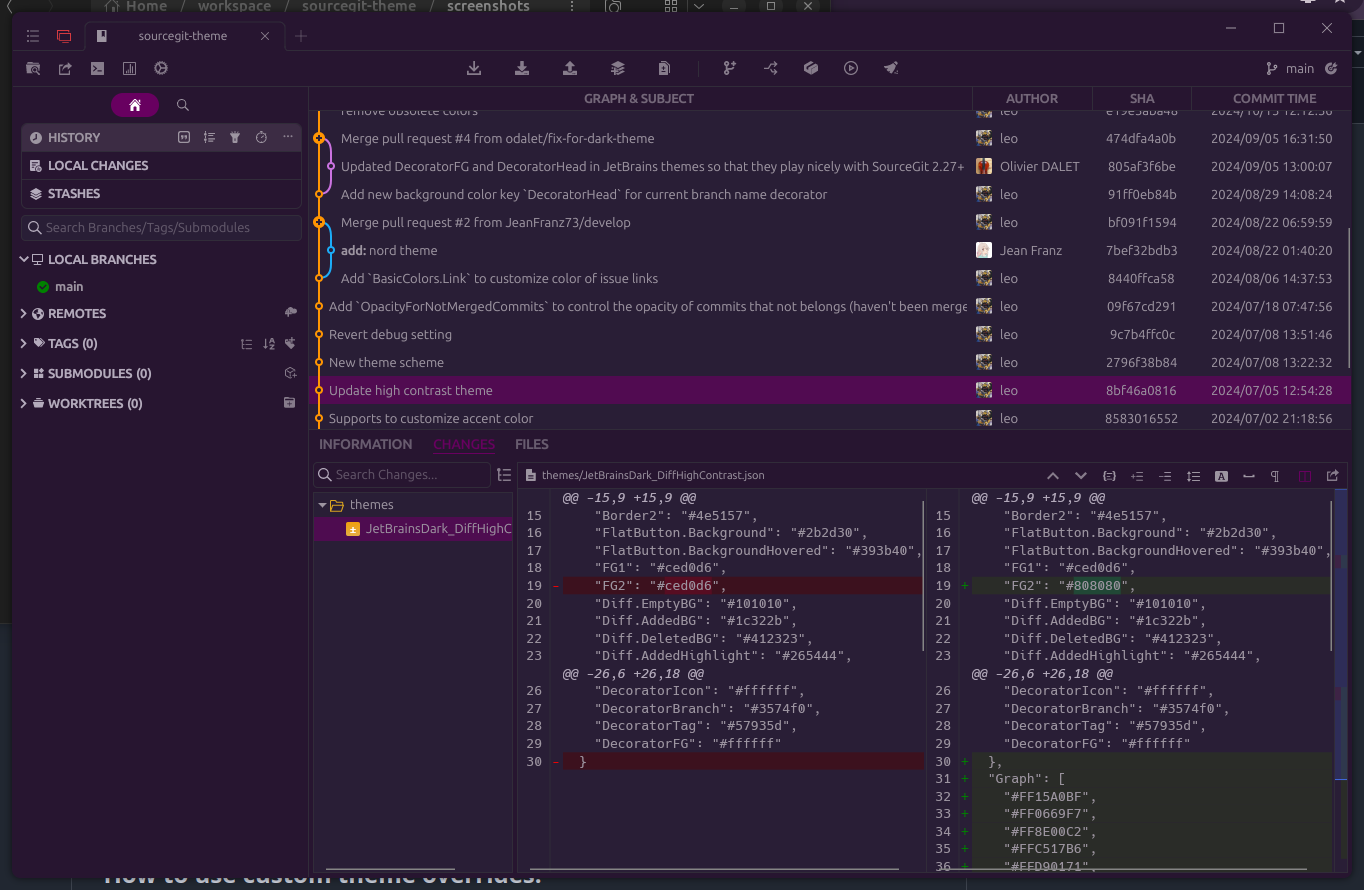 Home / workspace / sourcegit-theme / screenshots
sourcegit-theme
main
HISTORY
LOCAL CHANGES
STASHES
Search Branches/Tags/Submodules
LOCAL BRANCHES
main
REMOTES
TAGS (0)
SUBMODULES (0)
WORKTREES (0)
GRAPH & SUBJECT AUTHOR SHA COMMIT TIME
remove obsolete colors leo e19e5aba48 2024/10/15 12:12:56
Merge pull request #4 from odalet/fix-for-dark-theme leo 474dfa4a0b 2024/09/05 16:31:50
Updated DecoratorFG and DecoratorHead in JetBrains themes so that they play nicely with SourceGit 2.27+ Olivier DALET 805af3f6be 2024/09/05 13:00:07
Add new background color key `DecoratorHead` for current branch name decorator leo 91ff0eb84b 2024/08/29 14:08:24
Merge pull request #2 from JeanFranz73/develop leo bf091f1594 2024/08/22 06:59:59
add: nord theme Jean Franz 7bef32bdb3 2024/08/22 01:40:20
Add `BasicColors.Link` to customize color of issue links leo 8440ffca58 2024/08/06 14:37:53
Add `OpacityForNotMergedCommits` to control the opacity of commits that not belongs (haven't been merge leo 09f67cd291 2024/07/18 07:47:56
Revert debug setting leo 9c7b4ffc0c 2024/07/08 13:51:46
New theme scheme leo 2796f38b84 2024/07/08 13:22:32
Update high contrast theme leo 8bf46a0816 2024/07/05 12:54:28
Supports to customize accent color leo 8583016552 2024/07/02 21:18:56
INFORMATION CHANGES FILES
Search Changes...
themes
JetBrainsDark_DiffHighC
themes/JetBrainsDark_DiffHighContrast.json
@@ -15,9 +15,9 @@
15 "Border2": "#4e5157",
16 "FlatButton.Background": "#2b2d30",
17 "FlatButton.BackgroundHovered": "#393b40",
18 "FG1": "#ced0d6",
19 - "FG2": "#ced0d6",
20 "Diff.EmptyBG": "#101010",
21 "Diff.AddedBG": "#1c322b",
22 "Diff.DeletedBG": "#412323",
23 "Diff.AddedHighlight": "#265444",
@@ -26,6 +26,18 @@
26 "DecoratorIcon": "#ffffff",
27 "DecoratorBranch": "#3574f0",
28 "DecoratorTag": "#57935d",
29 "DecoratorFG": "#ffffff"
30 - }
@@ -15,9 +15,9 @@
15 "Border2": "#4e5157",
16 "FlatButton.Background": "#2b2d30",
17 "FlatButton.BackgroundHovered": "#393b40",
18 "FG1": "#ced0d6",
19 + "FG2": "#808080",
20 "Diff.EmptyBG": "#101010",
21 "Diff.AddedBG": "#1c322b",
22 "Diff.DeletedBG": "#412323",
23 "Diff.AddedHighlight": "#265444",
@@ -26,6 +26,18 @@
26 "DecoratorIcon": "#ffffff",
27 "DecoratorBranch": "#3574f0",
28 "DecoratorTag": "#57935d",
29 "DecoratorFG": "#ffffff"
30 + },
31 + "Graph": [
32 + "#FF15A0BF",
33 + "#FF0669F7",
34 + "#FF8E00C2",
35 + "#FFC517B6",
36 + "#FFD90171",
How to use custom theme overrides: